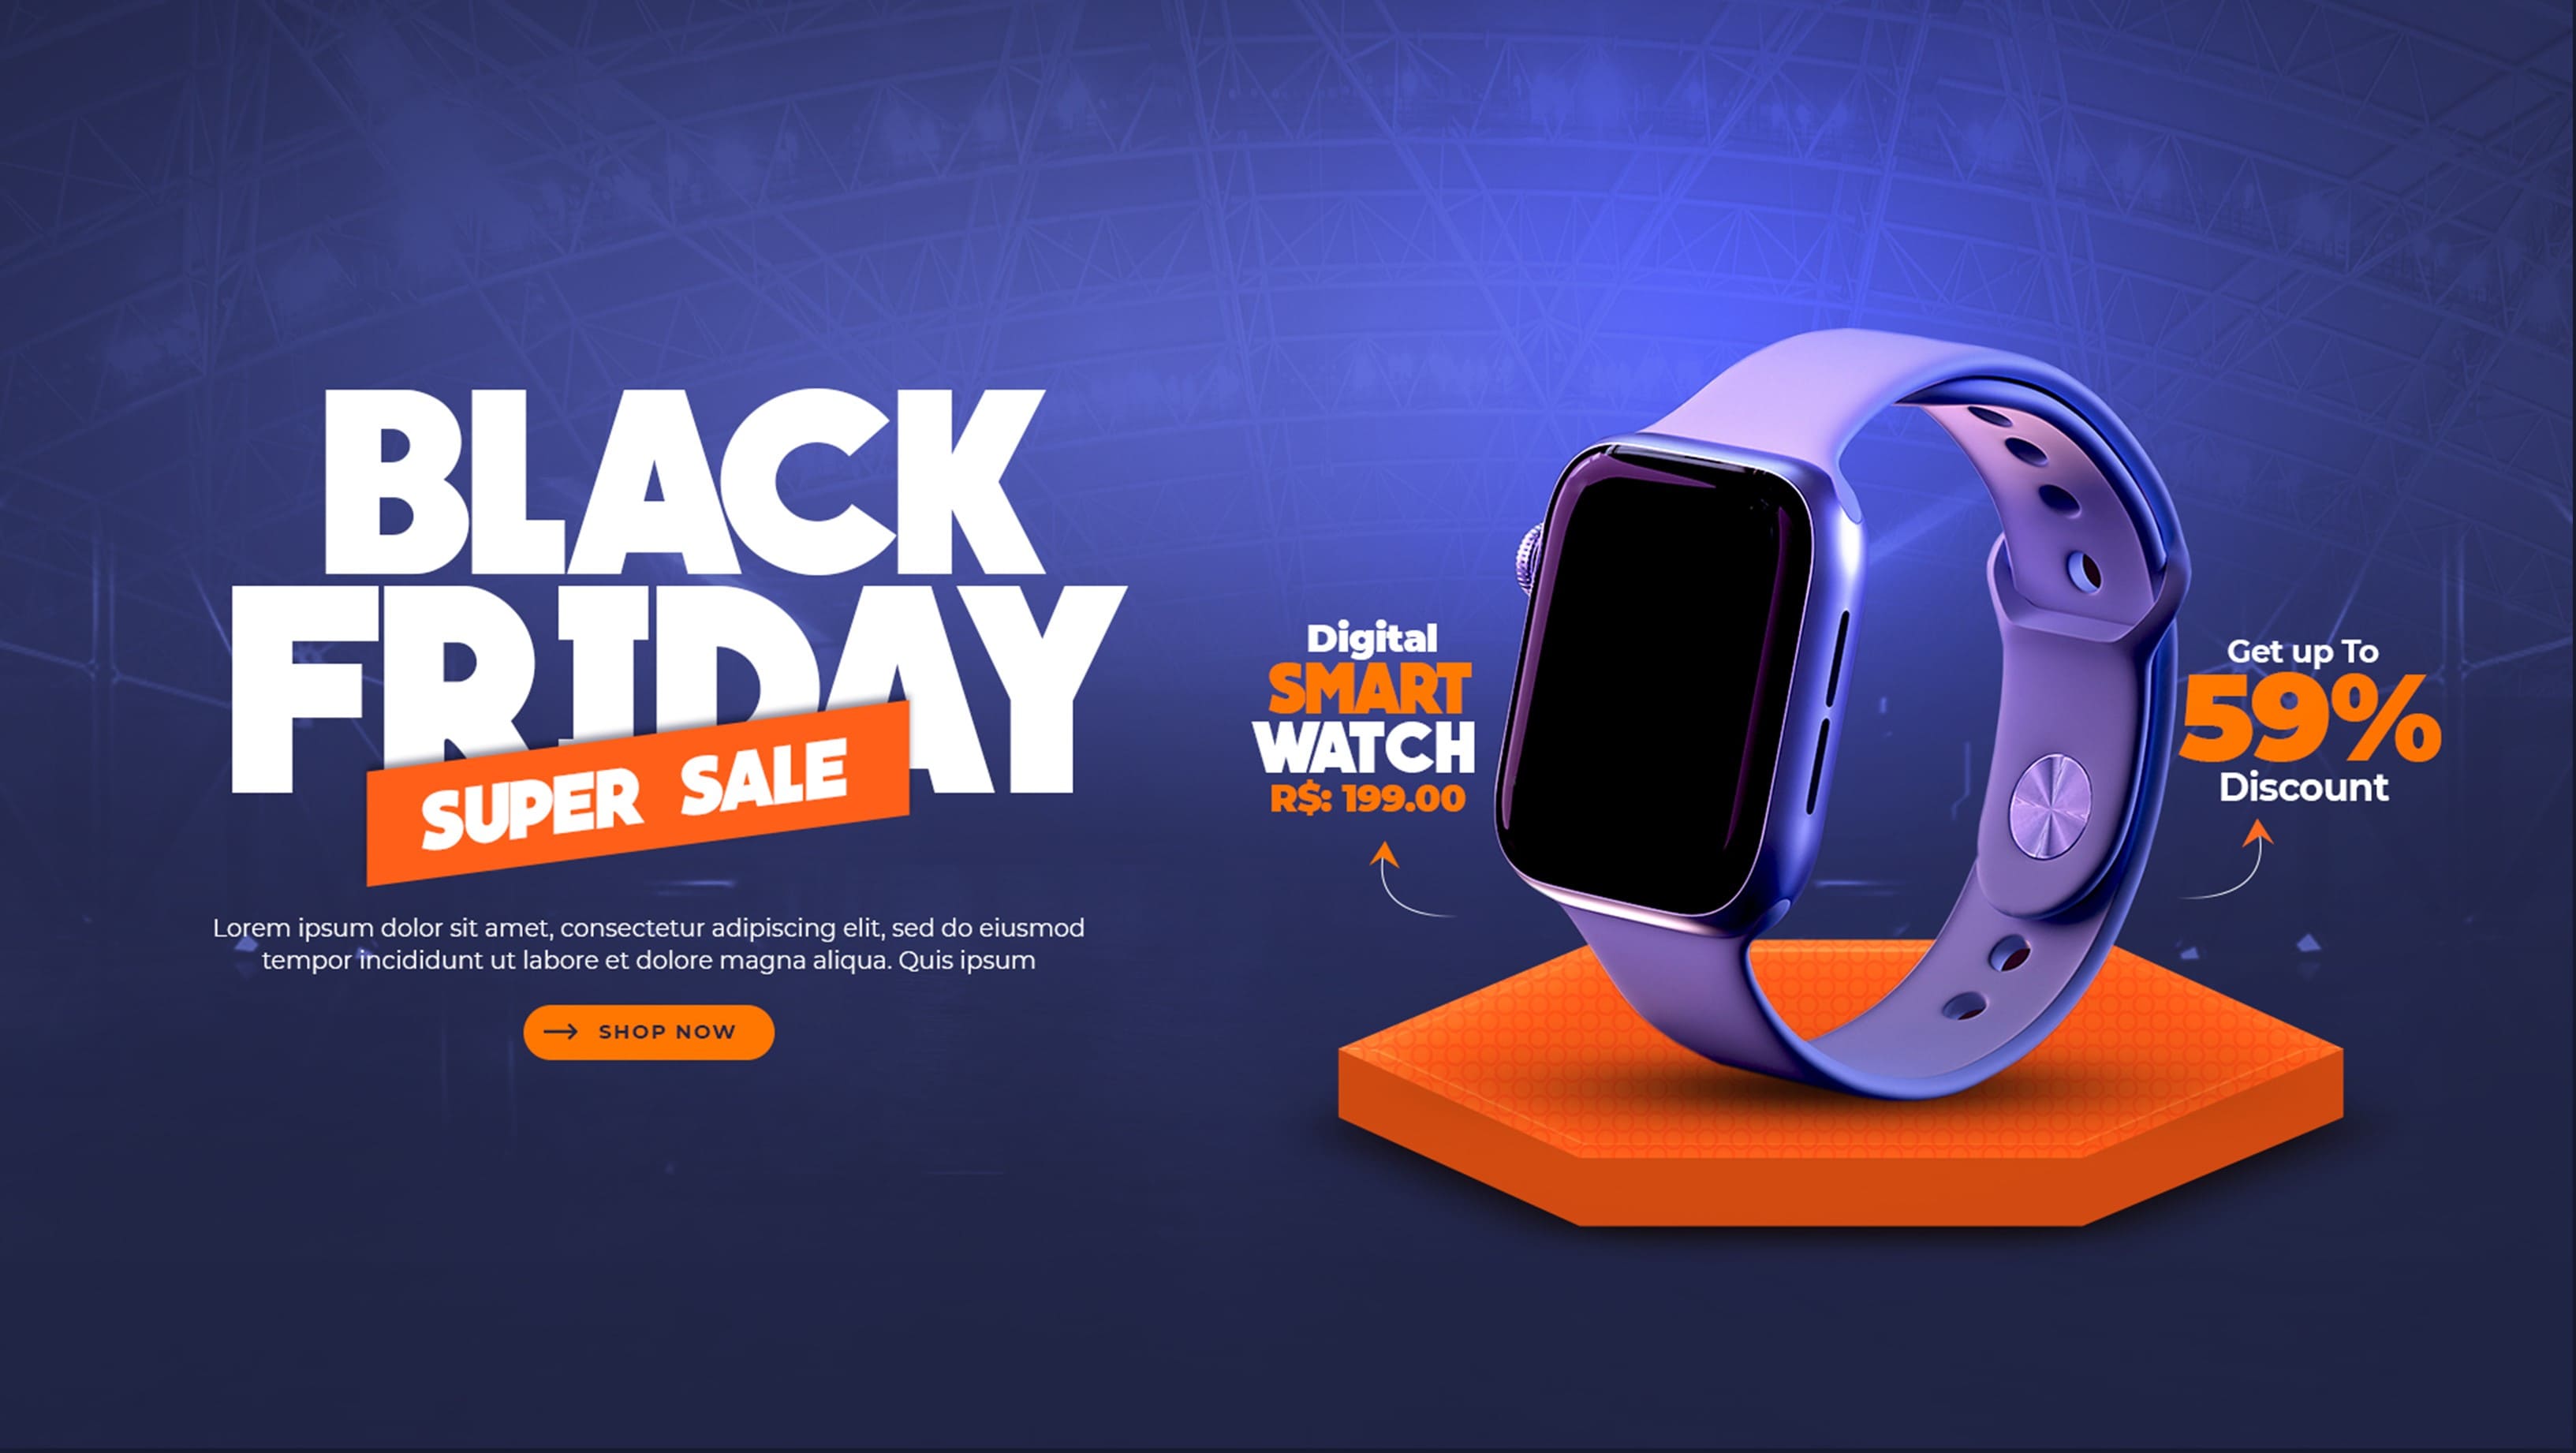 BLACK
FRIDAY
SUPER SALE
Lorem ipsum dolor sit amet, consectetur adipiscing elit, sed do eiusmod
tempor incididunt ut labore et dolore magna aliqua. Quis ipsum
SHOP NOW
Digital
SMART
WATCH
R$: 199.00
Get up To
59%
Discount